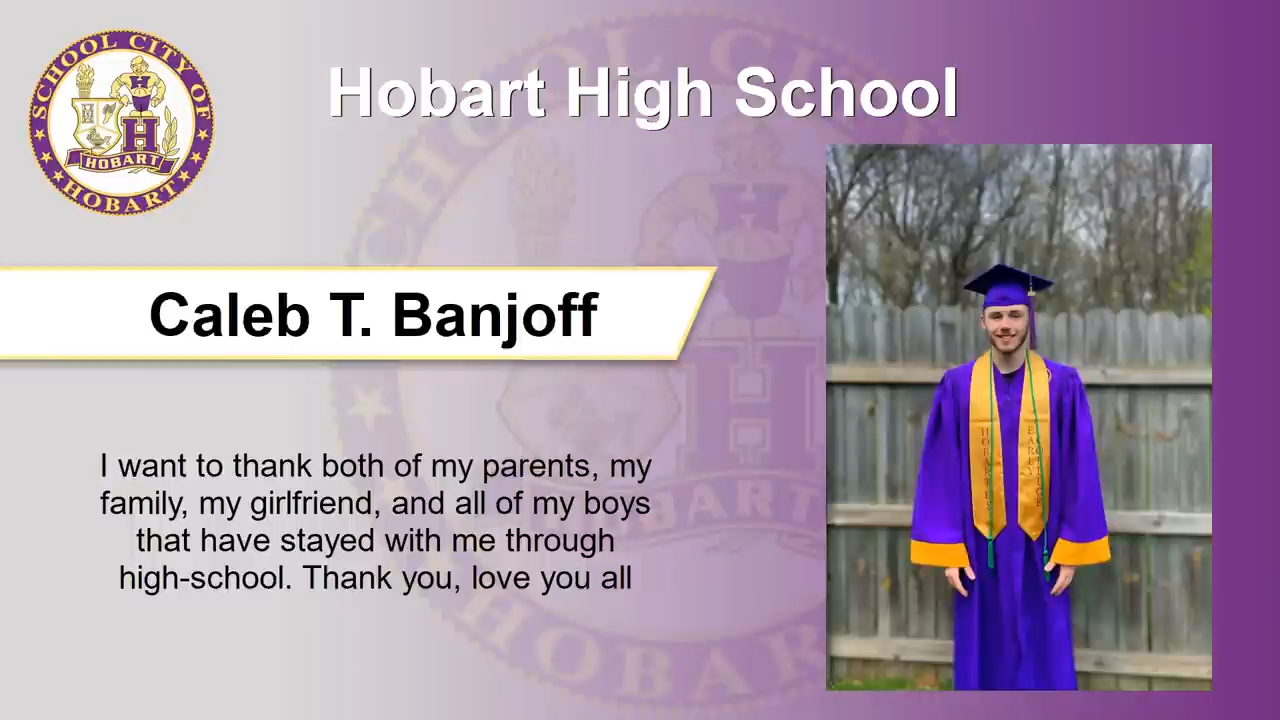 SCHOOL CITY OF
HOBART
H
H
HOBART
Hobart High School
Caleb T. Banjoff
I want to thank both of my parents, my
family, my girlfriend, and all of my boys
that have stayed with me through
high-school. Thank you, love you all